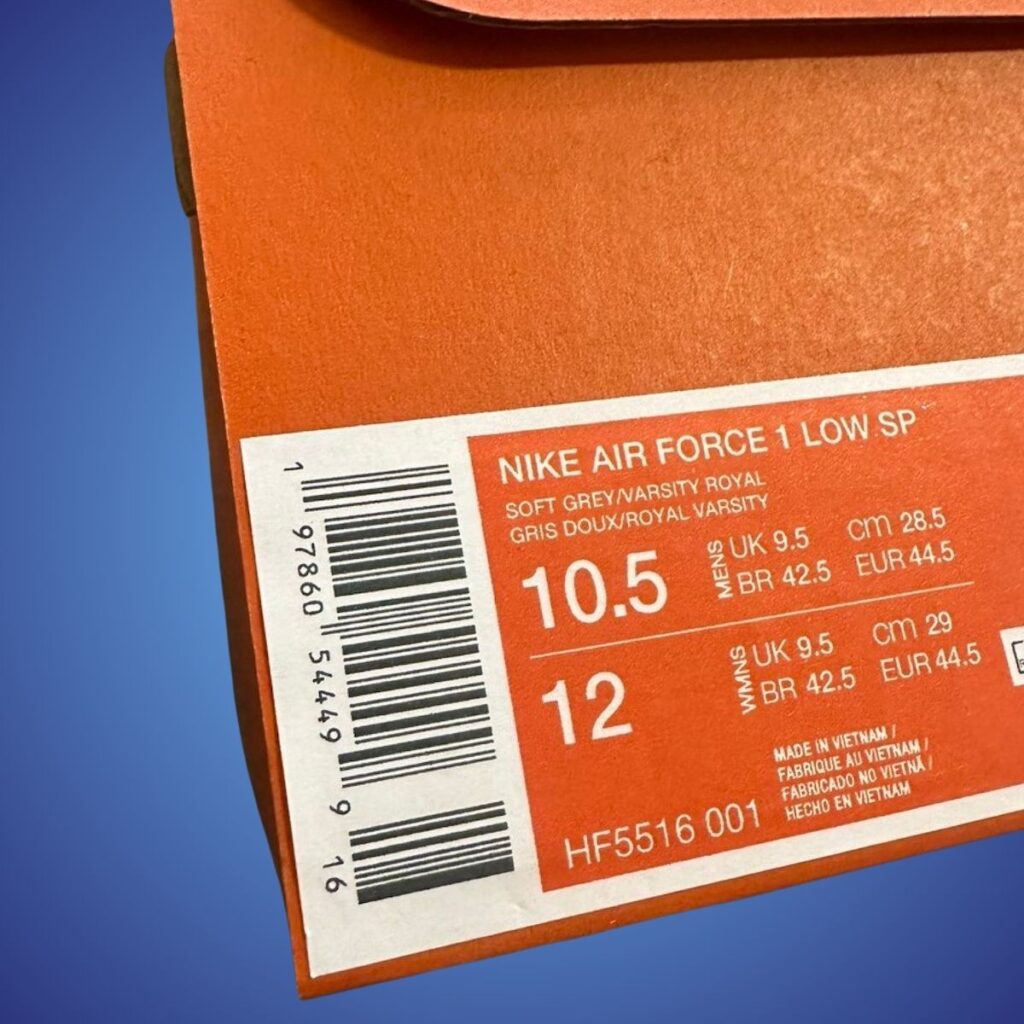 NIKE AIR FORCE 1 LOW SP
SOFT GREY/VARSITY ROYAL
GRIS DOUX/ROYAL VARSITY
10.5 MENS UK 9.5 cm 28.5
BR 42.5 EUR 44.5
12 WMNS UK 9.5 cm 29
BR 42.5 EUR 44.5
MADE IN VIETNAM /
FABRIQUE AU VIETNAM /
FABRICADO NO VIETNÃ /
HECHO EN VIETNAM
HF5516 001
1 97860 54449 9 16